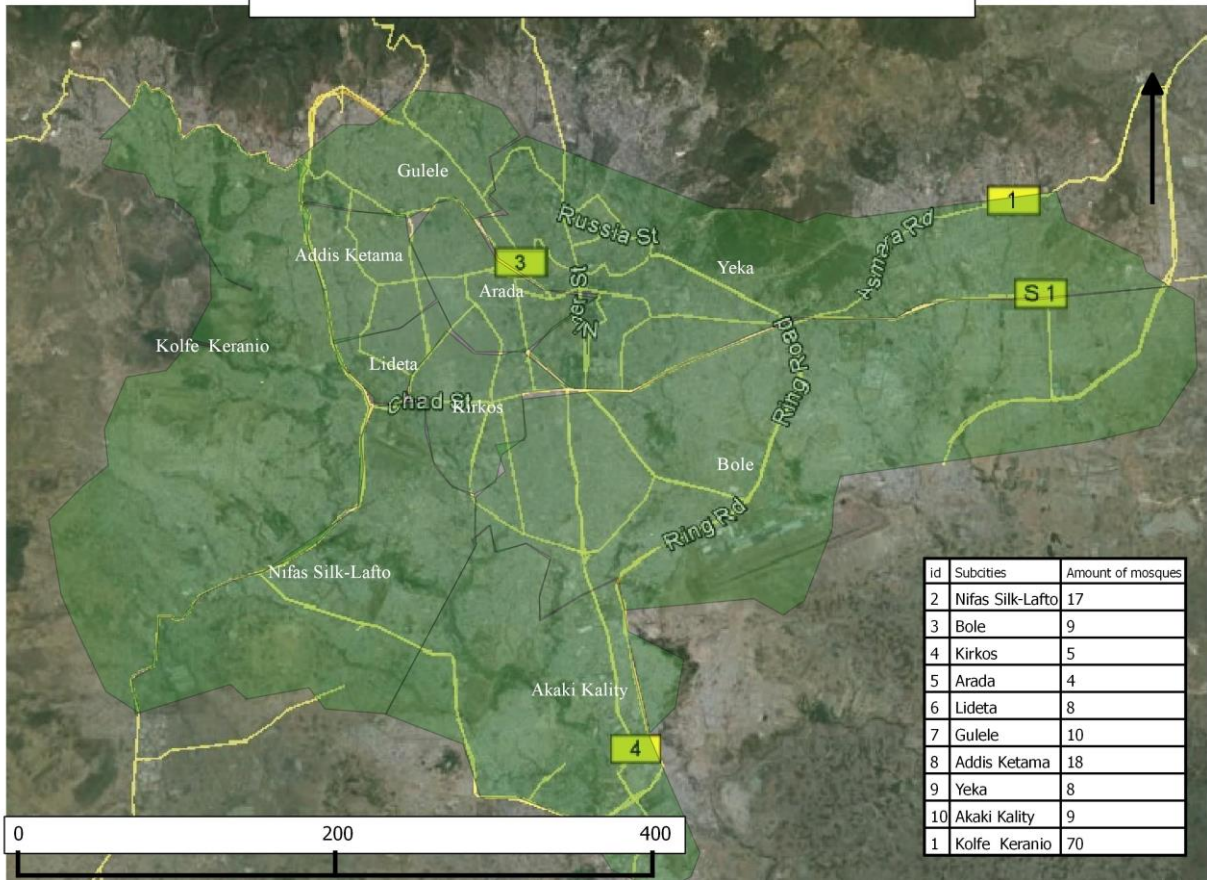 Gulele
Russia St
1
Addis Ketama
3
Yeka
Asmara Rd
Arada
S 1
Kolfe Keranio
Lideta
Ring Road
Chad St
Kirkos
Bole
Ring Rd
Nifas Silk-Lafto
Akaki Kality
4
0 200 400
id Subcities Amount of mosques
2 Nifas Silk-Lafto 17
3 Bole 9
4 Kirkos 5
5 Arada 4
6 Lideta 8
7 Gulele 10
8 Addis Ketama 18
9 Yeka 8
10 Akaki Kality 9
1 Kolfe Keranio 70